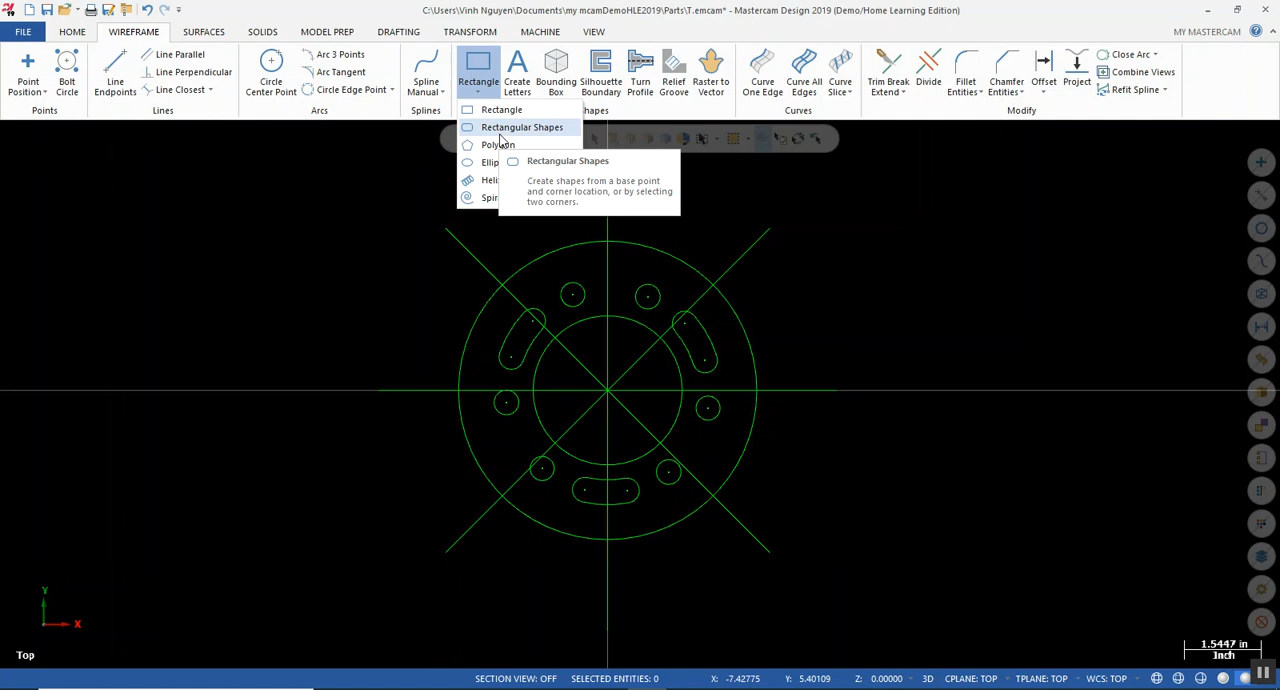 C:\Users\Vinh Nguyen\Documents\my mcamDemoHLE2019\Parts\T.emcam* - Mastercam Design 2019 (Demo/Home Learning Edition)
FILE HOME WIREFRAME SURFACES SOLIDS MODEL PREP DRAFTING TRANSFORM MACHINE VIEW MY MASTERCAM
Point Position
Bolt Circle
Points
Line Endpoints
Line Parallel
Line Perpendicular
Line Closest
Lines
Circle Center Point
Arc 3 Points
Arc Tangent
Circle Edge Point
Arcs
Spline Manual
Splines
Rectangle
Create Letters
Bounding Box
Silhouette Boundary
Turn Profile
Relief Groove
Raster to Vector
Curve One Edge
Curve All Edges
Curve Slice
Curves
Trim Break Extend
Divide
Fillet Entities
Chamfer Entities
Offset
Project
Close Arc
Combine Views
Refit Spline
Modify
Rectangle
Rectangular Shapes
Rectangular Shapes
Create shapes from a base point
and corner location, or by selecting
two corners.
Y
X
Top
1.5447 in
Inch
SECTION VIEW: OFF SELECTED ENTITIES: 0 X: -7.42775 Y: 5.40109 Z: 0.00000 3D CPLANE: TOP TPLANE: TOP WCS: TOP